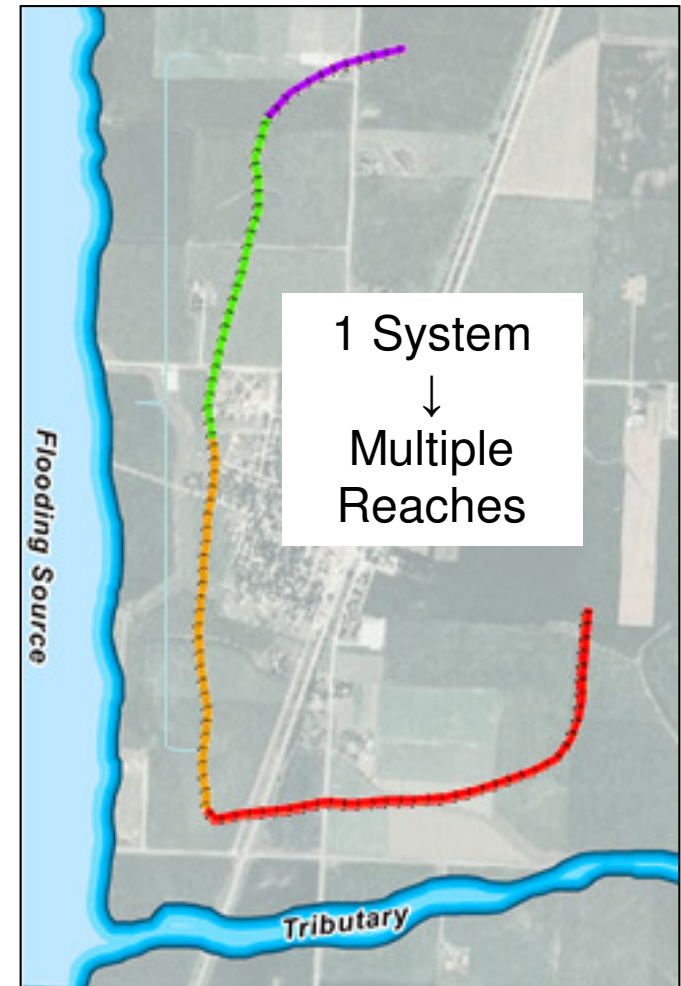 1 System
↓
Multiple
Reaches
Flooding Source
Tributary